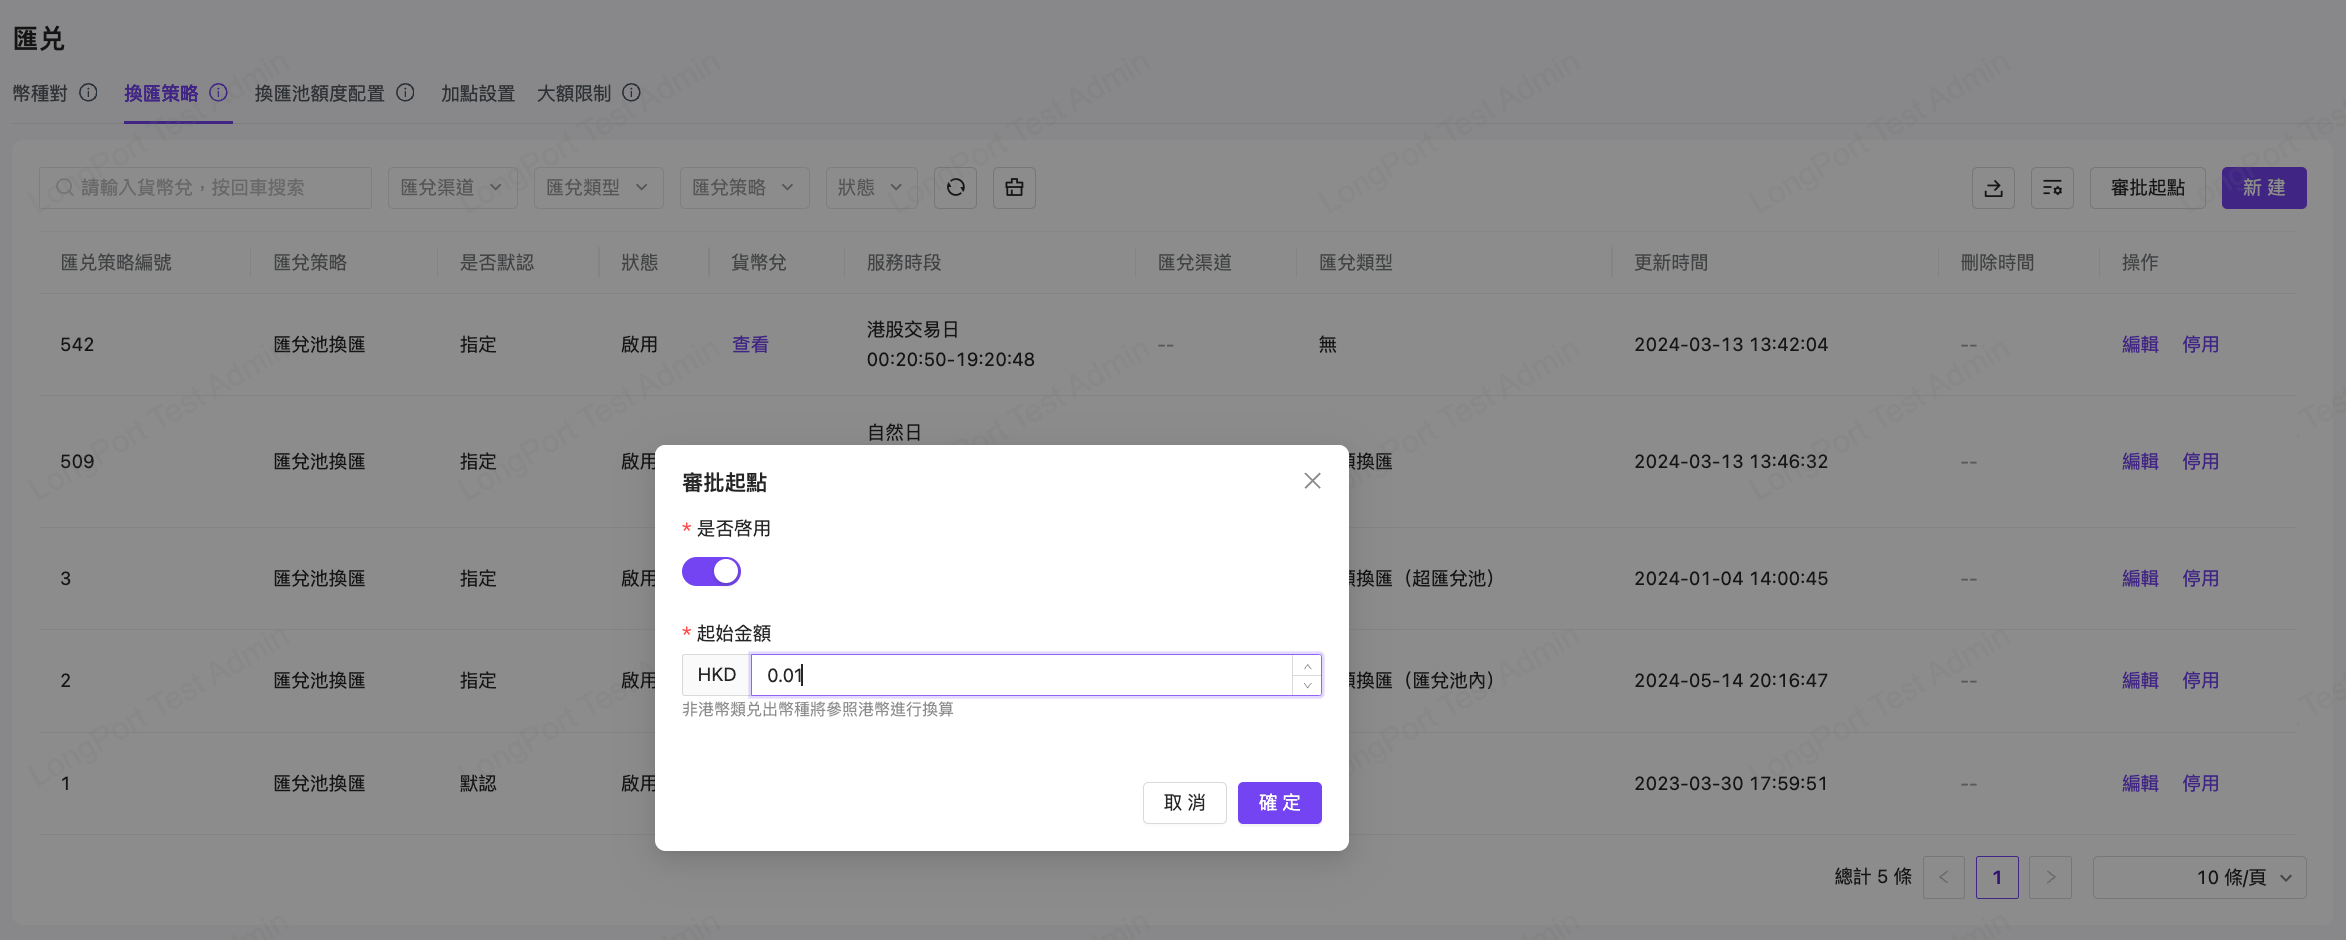 匯兑
幣種對 換匯策略 換匯池額度配置 加點設置 大額限制
請輸入貨幣兌，按回車搜索 匯兌渠道 匯兌類型 匯兌策略 狀態 審批起點 新 建
匯兑策略編號 匯兌策略 是否默認 狀態 貨幣兌 服務時段 匯兌渠道 匯兌類型 更新時間 刪除時間 操作
542 匯兌池換匯 指定 啟用 查看 港股交易日 -- 無 2024-03-13 13:42:04 -- 編輯 停用
00:20:50-19:20:48
自然日
509 匯兌池換匯 指定 啟用 換匯 2024-03-13 13:46:32 -- 編輯 停用
3 匯兌池換匯 指定 啟用 換匯（超匯兌池） 2024-01-04 14:00:45 -- 編輯 停用
2 匯兌池換匯 指定 啟用 換匯（匯兌池內） 2024-05-14 20:16:47 -- 編輯 停用
1 匯兌池換匯 默認 啟用 2023-03-30 17:59:51 -- 編輯 停用
審批起點
* 是否啓用
* 起始金額
HKD 0.01
非港幣類兑出幣種將參照港幣進行換算
取 消 確 定
總計 5 條 < 1 > 10 條/頁
LongPort Test Admin